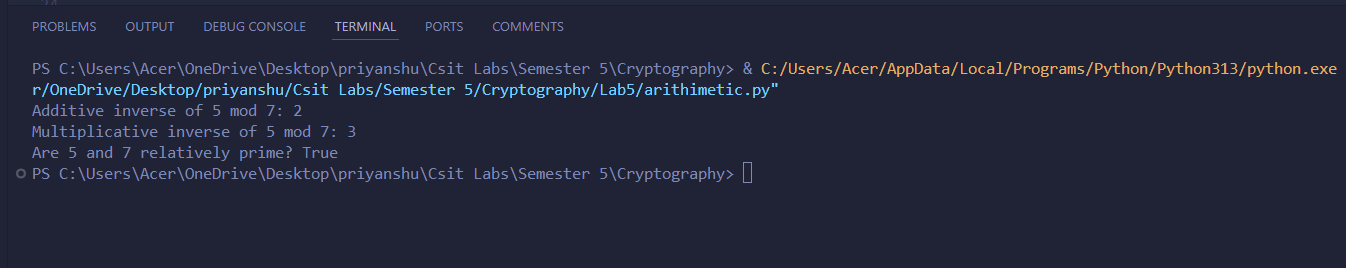 PROBLEMS OUTPUT DEBUG CONSOLE TERMINAL PORTS COMMENTS
PS C:\Users\Acer\OneDrive\Desktop\priyanshu\Csit Labs\Semester 5\Cryptography> & C:/Users/Acer/AppData/Local/Programs/Python/Python313/python.exe
r/OneDrive/Desktop/priyanshu/Csit Labs/Semester 5/Cryptography/Lab5/arithimetic.py"
Additive inverse of 5 mod 7: 2
Multiplicative inverse of 5 mod 7: 3
Are 5 and 7 relatively prime? True
PS C:\Users\Acer\OneDrive\Desktop\priyanshu\Csit Labs\Semester 5\Cryptography>